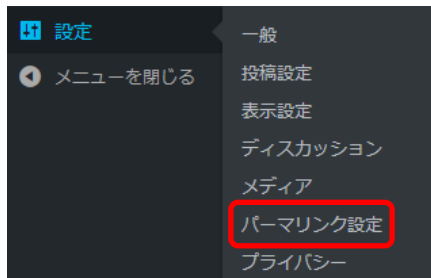 設定
メニューを閉じる
一般
投稿設定
表示設定
ディスカッション
メディア
パーマリンク設定
プライバシー